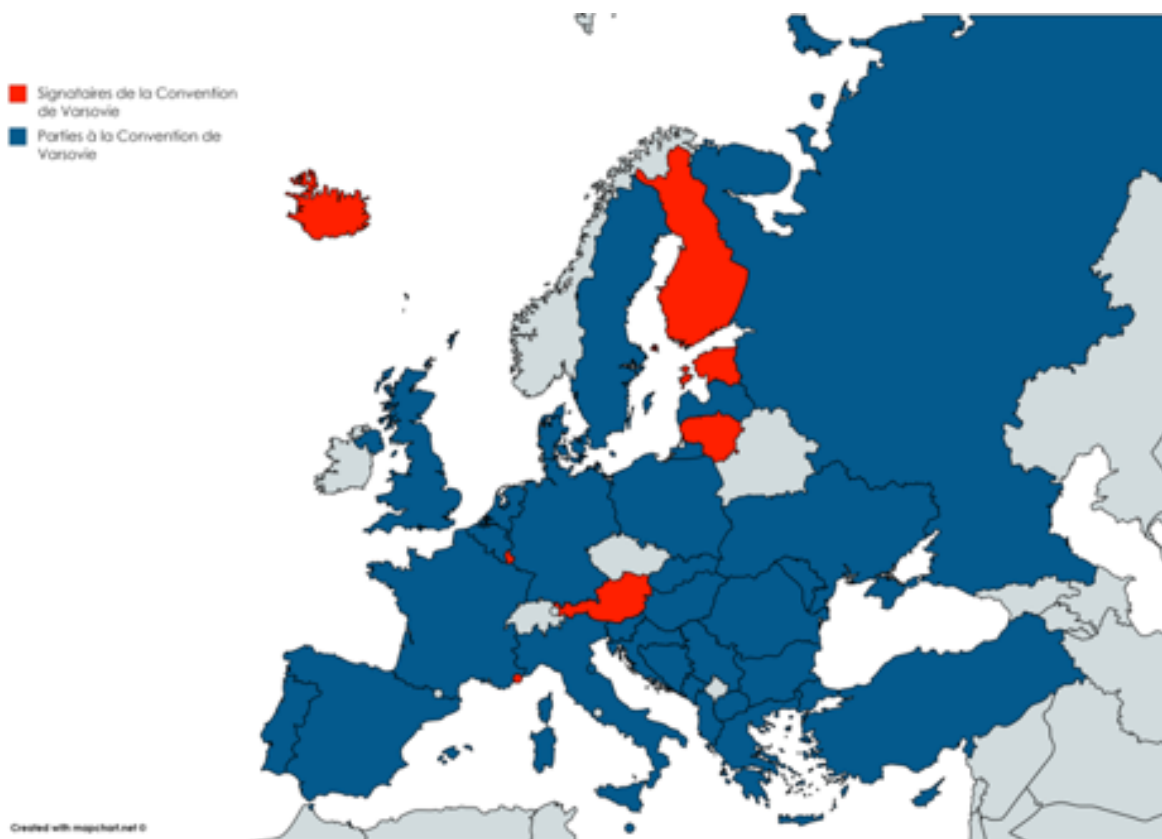 Signataires de la Convention
de Varsovie
Parties à la Convention de
Varsovie
Created with mapchart.net ©